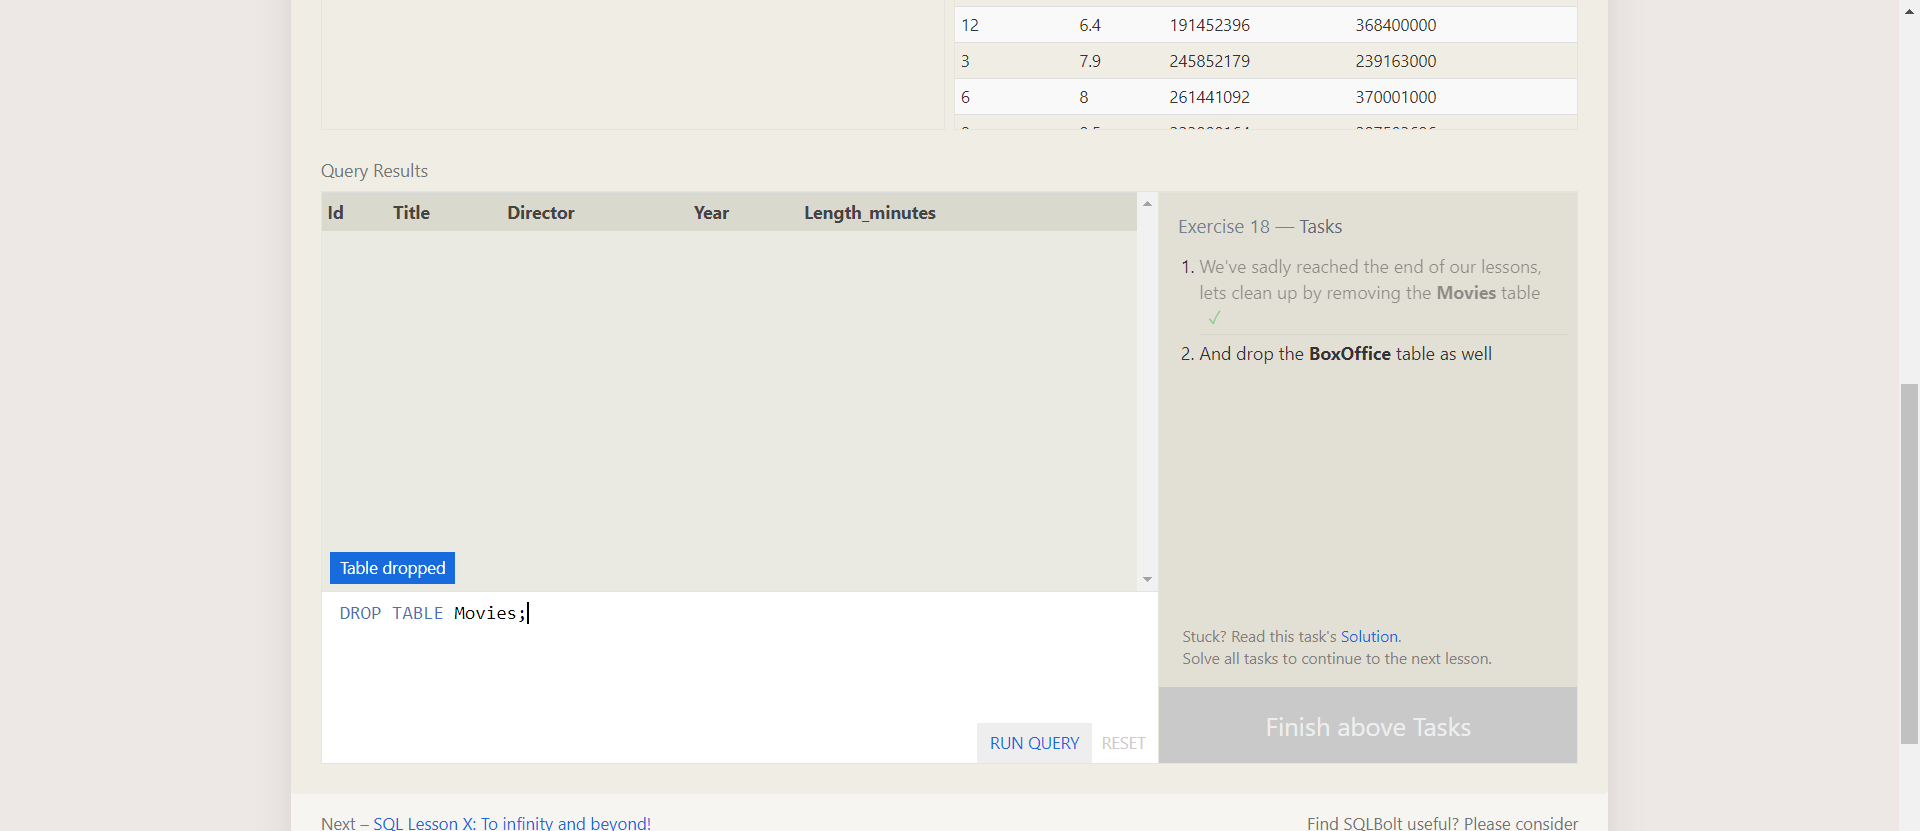 12 6.4 191452396 368400000
3 7.9 245852179 239163000
6 8 261441092 370001000
Query Results
Id Title Director Year Length_minutes
Table dropped
DROP TABLE Movies;
RUN QUERY RESET
Exercise 18 — Tasks
1. We've sadly reached the end of our lessons,
lets clean up by removing the Movies table
✓
2. And drop the BoxOffice table as well
Stuck? Read this task's Solution.
Solve all tasks to continue to the next lesson.
Finish above Tasks
Next – SQL Lesson X: To infinity and beyond!
Find SQLBolt useful? Please consider